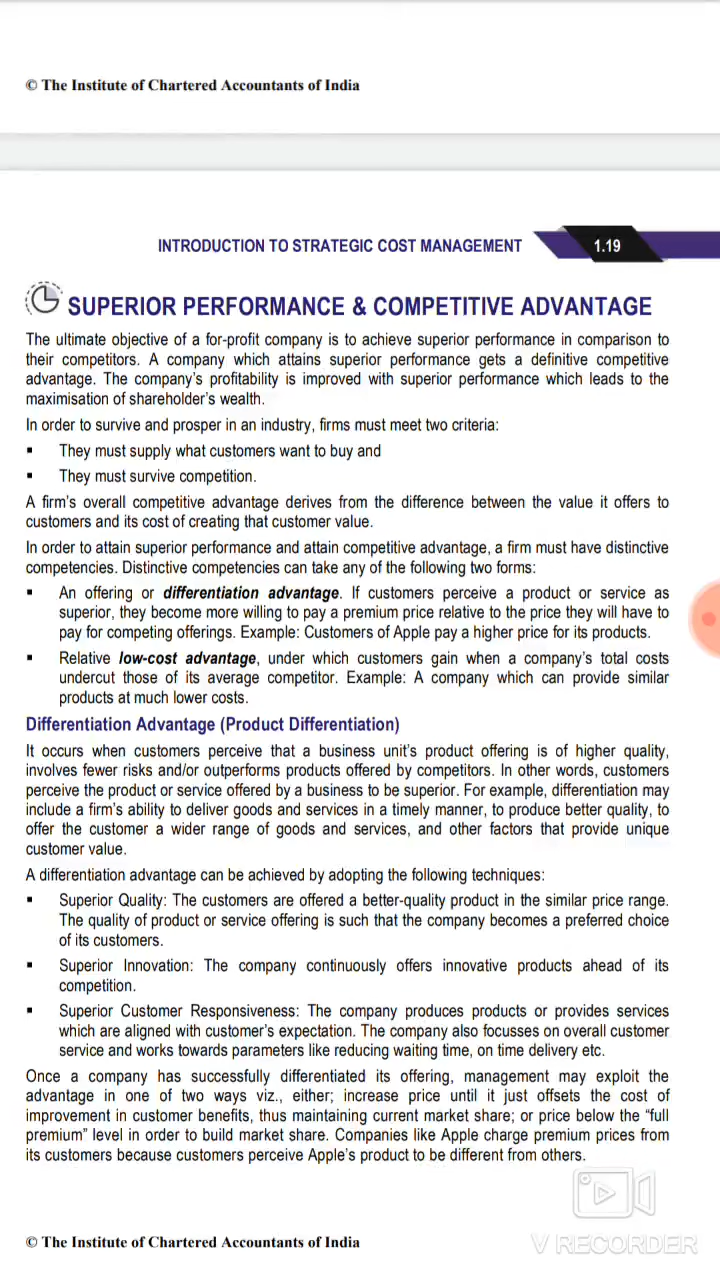 © The Institute of Chartered Accountants of India
INTRODUCTION TO STRATEGIC COST MANAGEMENT 1.19
SUPERIOR PERFORMANCE & COMPETITIVE ADVANTAGE
The ultimate objective of a for-profit company is to achieve superior performance in comparison to
their competitors. A company which attains superior performance gets a definitive competitive
advantage. The company's profitability is improved with superior performance which leads to the
maximisation of shareholder's wealth.
In order to survive and prosper in an industry, firms must meet two criteria:
▪ They must supply what customers want to buy and
▪ They must survive competition.
A firm's overall competitive advantage derives from the difference between the value it offers to
customers and its cost of creating that customer value.
In order to attain superior performance and attain competitive advantage, a firm must have distinctive
competencies. Distinctive competencies can take any of the following two forms:
▪ An offering or differentiation advantage. If customers perceive a product or service as
superior, they become more willing to pay a premium price relative to the price they will have to
pay for competing offerings. Example: Customers of Apple pay a higher price for its products.
▪ Relative low-cost advantage, under which customers gain when a company's total costs
undercut those of its average competitor. Example: A company which can provide similar
products at much lower costs.
Differentiation Advantage (Product Differentiation)
It occurs when customers perceive that a business unit's product offering is of higher quality,
involves fewer risks and/or outperforms products offered by competitors. In other words, customers
perceive the product or service offered by a business to be superior. For example, differentiation may
include a firm's ability to deliver goods and services in a timely manner, to produce better quality, to
offer the customer a wider range of goods and services, and other factors that provide unique
customer value.
A differentiation advantage can be achieved by adopting the following techniques:
▪ Superior Quality: The customers are offered a better-quality product in the similar price range.
The quality of product or service offering is such that the company becomes a preferred choice
of its customers.
▪ Superior Innovation: The company continuously offers innovative products ahead of its
competition.
▪ Superior Customer Responsiveness: The company produces products or provides services
which are aligned with customer's expectation. The company also focusses on overall customer
service and works towards parameters like reducing waiting time, on time delivery etc.
Once a company has successfully differentiated its offering, management may exploit the
advantage in one of two ways viz., either; increase price until it just offsets the cost of
improvement in customer benefits, thus maintaining current market share; or price below the “full
premium” level in order to build market share. Companies like Apple charge premium prices from
its customers because customers perceive Apple's product to be different from others.
© The Institute of Chartered Accountants of India
V RECORDER